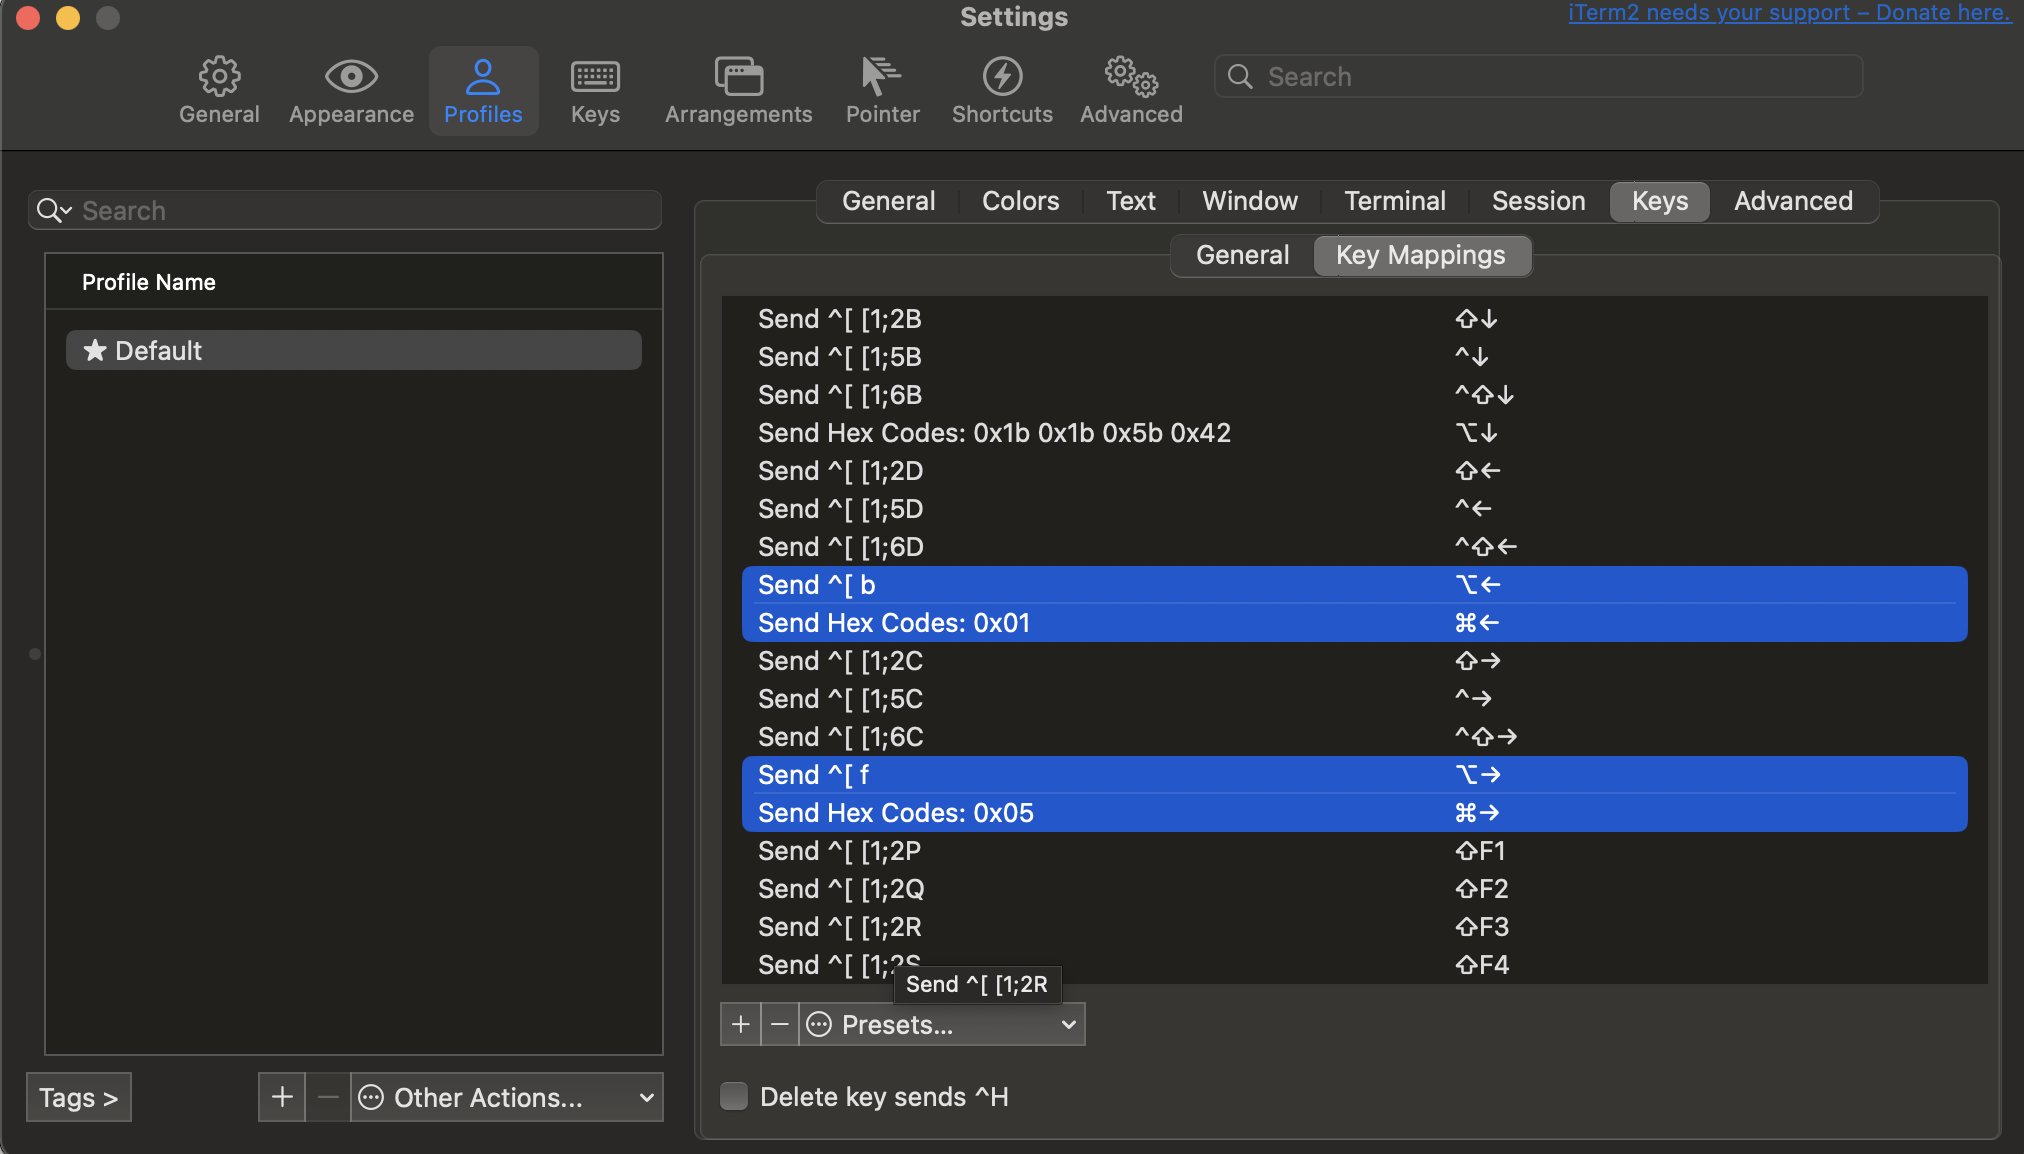 Settings
iTerm2 needs your support – Donate here.
General
Appearance
Profiles
Keys
Arrangements
Pointer
Shortcuts
Advanced
Search
Search
Profile Name
★ Default
Tags >
+ − Other Actions...
General Colors Text Window Terminal Session Keys Advanced
General Key Mappings
Send ^[ [1;2B ⇧↓
Send ^[ [1;5B ^↓
Send ^[ [1;6B ^⇧↓
Send Hex Codes: 0x1b 0x1b 0x5b 0x42 ⌥↓
Send ^[ [1;2D ⇧←
Send ^[ [1;5D ^←
Send ^[ [1;6D ^⇧←
Send ^[ b ⌥←
Send Hex Codes: 0x01 ⌘←
Send ^[ [1;2C ⇧→
Send ^[ [1;5C ^→
Send ^[ [1;6C ^⇧→
Send ^[ f ⌥→
Send Hex Codes: 0x05 ⌘→
Send ^[ [1;2P ⇧F1
Send ^[ [1;2Q ⇧F2
Send ^[ [1;2R ⇧F3
Send ^[ [1;2S ⇧F4
Send ^[ [1;2R
+ − Presets...
Delete key sends ^H